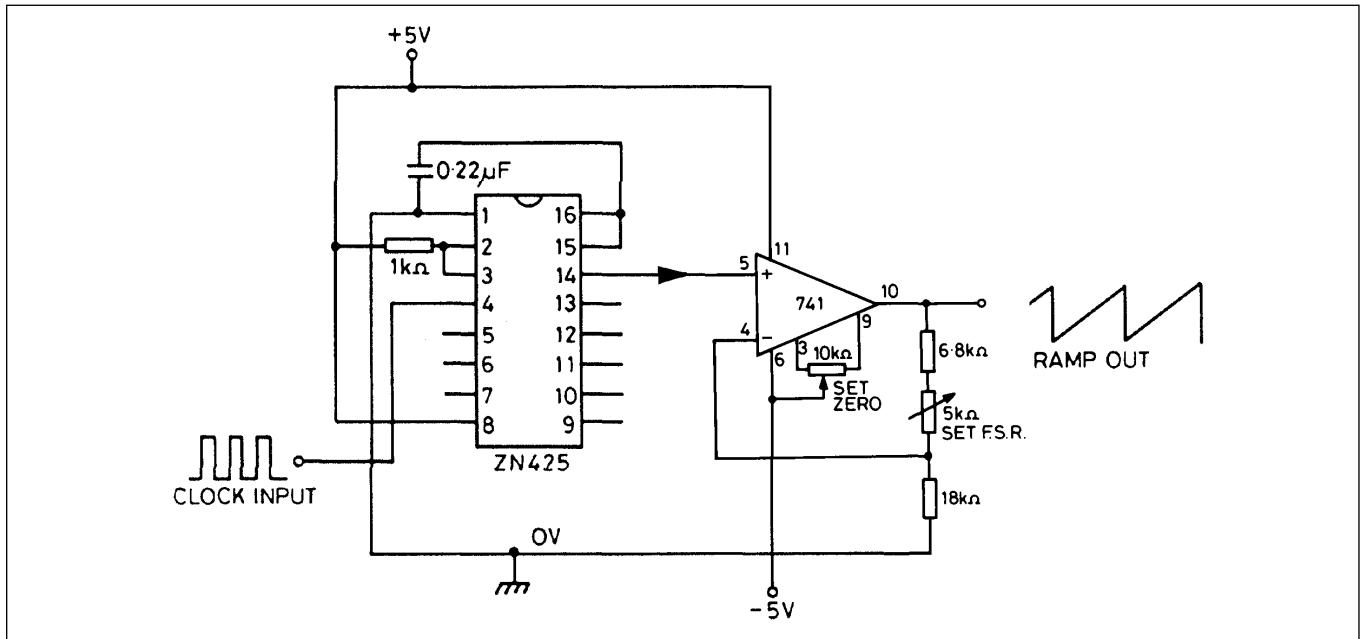 +5V
0·22µF
1kΩ
1 16
2 15
3 14
4 13
5 12
6 11
7 10
8 9
ZN425
CLOCK INPUT
0V
5 + 11
741
10
4 − 6 3 9
10kΩ
SET
ZERO
-5V
6·8kΩ
5kΩ
SET F.S.R.
18kΩ
RAMP OUT